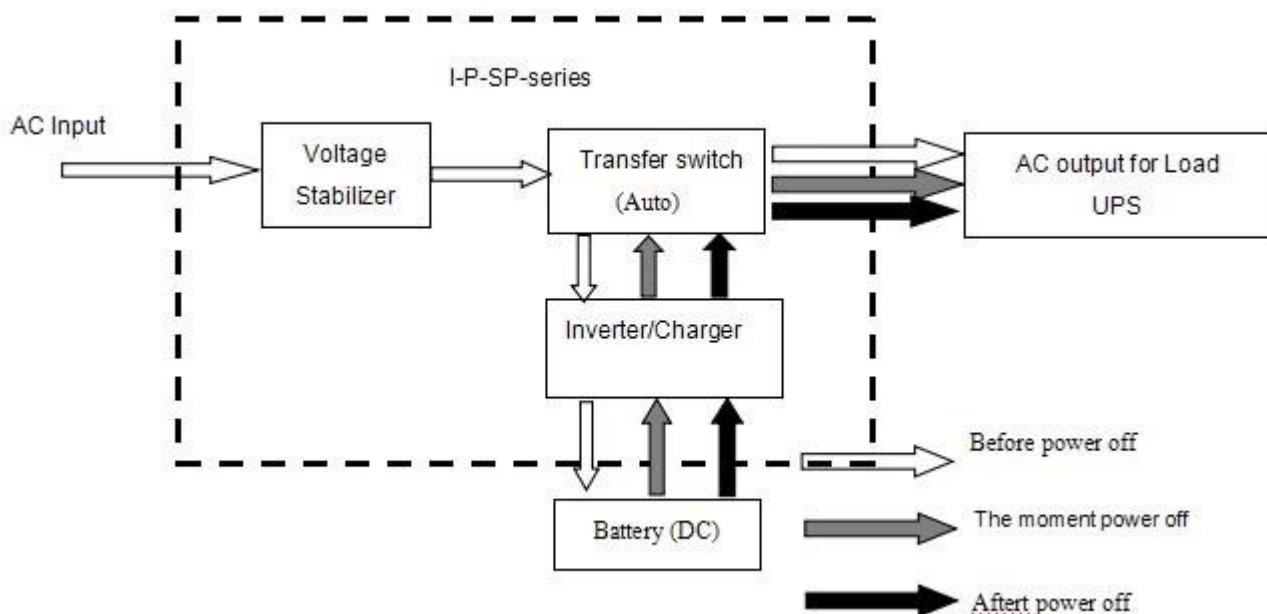 I-P-SP-series
AC Input
Voltage
Stabilizer
Transfer switch
(Auto)
AC output for Load
UPS
Inverter/Charger
Battery (DC)
Before power off
The moment power off
Aftert power off